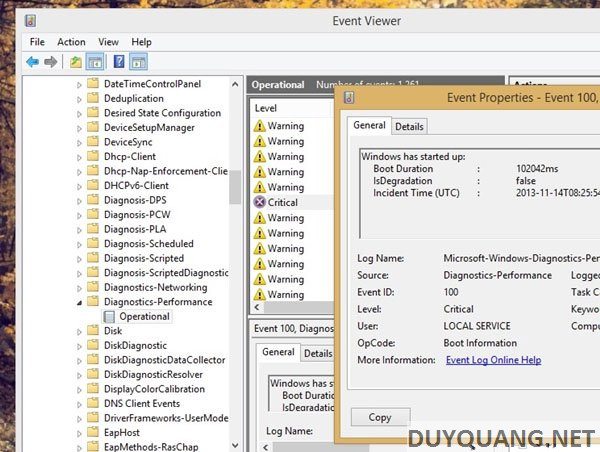 Event Viewer
File Action View Help
DateTimeControlPanel
Deduplication
Desired State Configuration
DeviceSetupManager
DeviceSync
Dhcp-Client
Dhcp-Nap-Enforcement-Clie
DHCPv6-Client
Diagnosis-DPS
Diagnosis-PCW
Diagnosis-PLA
Diagnosis-Scheduled
Diagnosis-Scripted
Diagnosis-ScriptedDiagnostic
Diagnostics-Networking
Diagnostics-Performance
Operational
Disk
DiskDiagnostic
DiskDiagnosticDataCollector
DiskDiagnosticResolver
DisplayColorCalibration
DNS Client Events
DriverFrameworks-UserMode
EapHost
EapMethods-RasChap
Operational Number of events: 1,261
Level
Warning
Warning
Warning
Warning
Warning
Critical
Warning
Warning
Warning
Warning
Warning
Warning
Event 100, Diagnos
General Details
Windows has st
Boot Duration
IsDegradation
Log Name:
Actions
Event Properties - Event 100,
General Details
Windows has started up:
Boot Duration : 102042ms
IsDegradation : false
Incident Time (UTC) : 2013-11-14T08:25:54
Log Name: Microsoft-Windows-Diagnostics-Per
Source: Diagnostics-Performance Logged
Event ID: 100 Task C
Level: Critical Keywo
User: LOCAL SERVICE Compu
OpCode: Boot Information
More Information: Event Log Online Help
Copy
DUYQUANG.NET